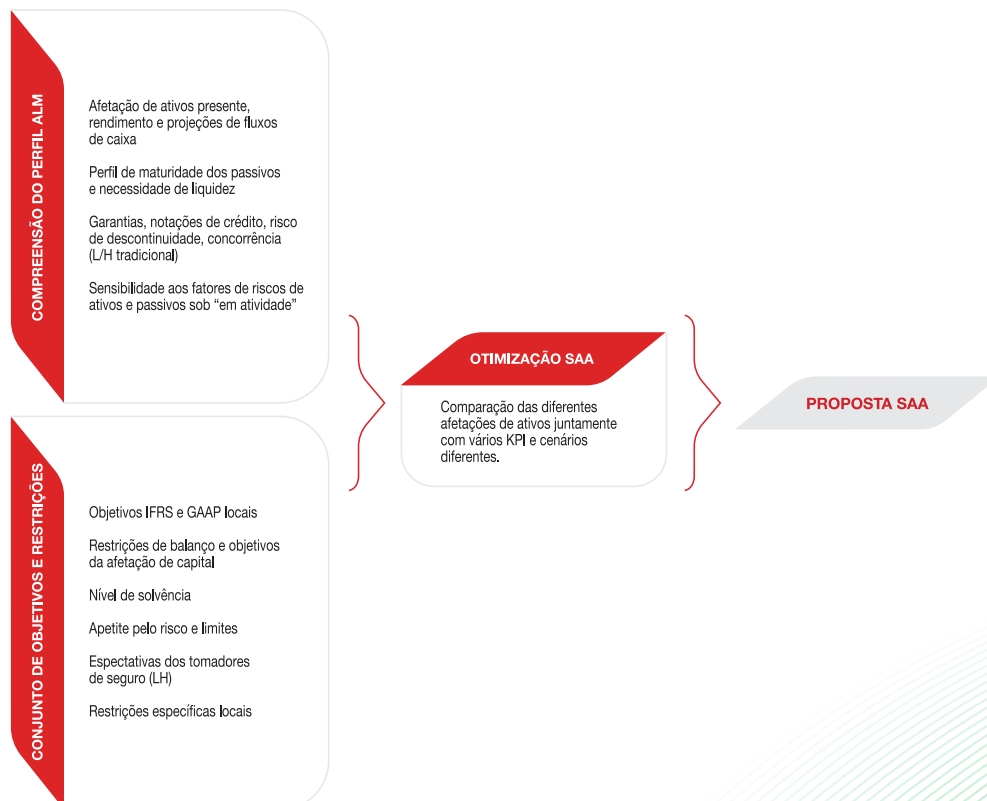 COMPREENSÃO DO PERFIL ALM
Afetação de ativos presente,
rendimento e projeções de fluxos
de caixa
Perfil de maturidade dos passivos
e necessidade de liquidez
Garantias, notações de crédito, risco
de descontinuidade, concorrência
(L/H tradicional)
Sensibilidade aos fatores de riscos de
ativos e passivos sob “em atividade”
CONJUNTO DE OBJETIVOS E RESTRIÇÕES
Objetivos IFRS e GAAP locais
Restrições de balanço e objetivos
da afetação de capital
Nível de solvência
Apetite pelo risco e limites
Espectativas dos tomadores
de seguro (LH)
Restrições específicas locais
OTIMIZAÇÃO SAA
Comparação das diferentes
afetações de ativos juntamente
com vários KPI e cenários
diferentes.
PROPOSTA SAA